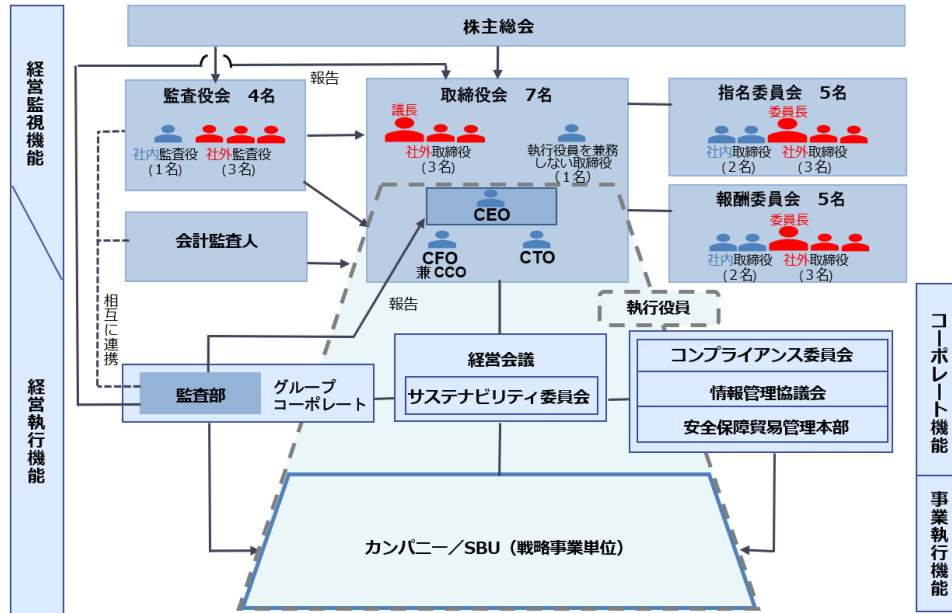 株主総会
経営監視機能
報告
監査役会 4名
社内監査役
(1名)
社外監査役
(3名)
取締役会 7名
議長
社外取締役
(3名)
執行役員を兼務
しない取締役
(1名)
指名委員会 5名
委員長
社内取締役
(2名)
社外取締役
(3名)
報酬委員会 5名
委員長
社内取締役
(2名)
社外取締役
(3名)
会計監査人
CEO
CFO
兼 CCO
CTO
報告
相互に連携
執行役員
経営執行機能
監査部
グループ
コーポレート
経営会議
サステナビリティ委員会
コンプライアンス委員会
情報管理協議会
安全保障貿易管理本部
コーポレート機能
カンパニー/SBU(戦略事業単位)
事業執行機能